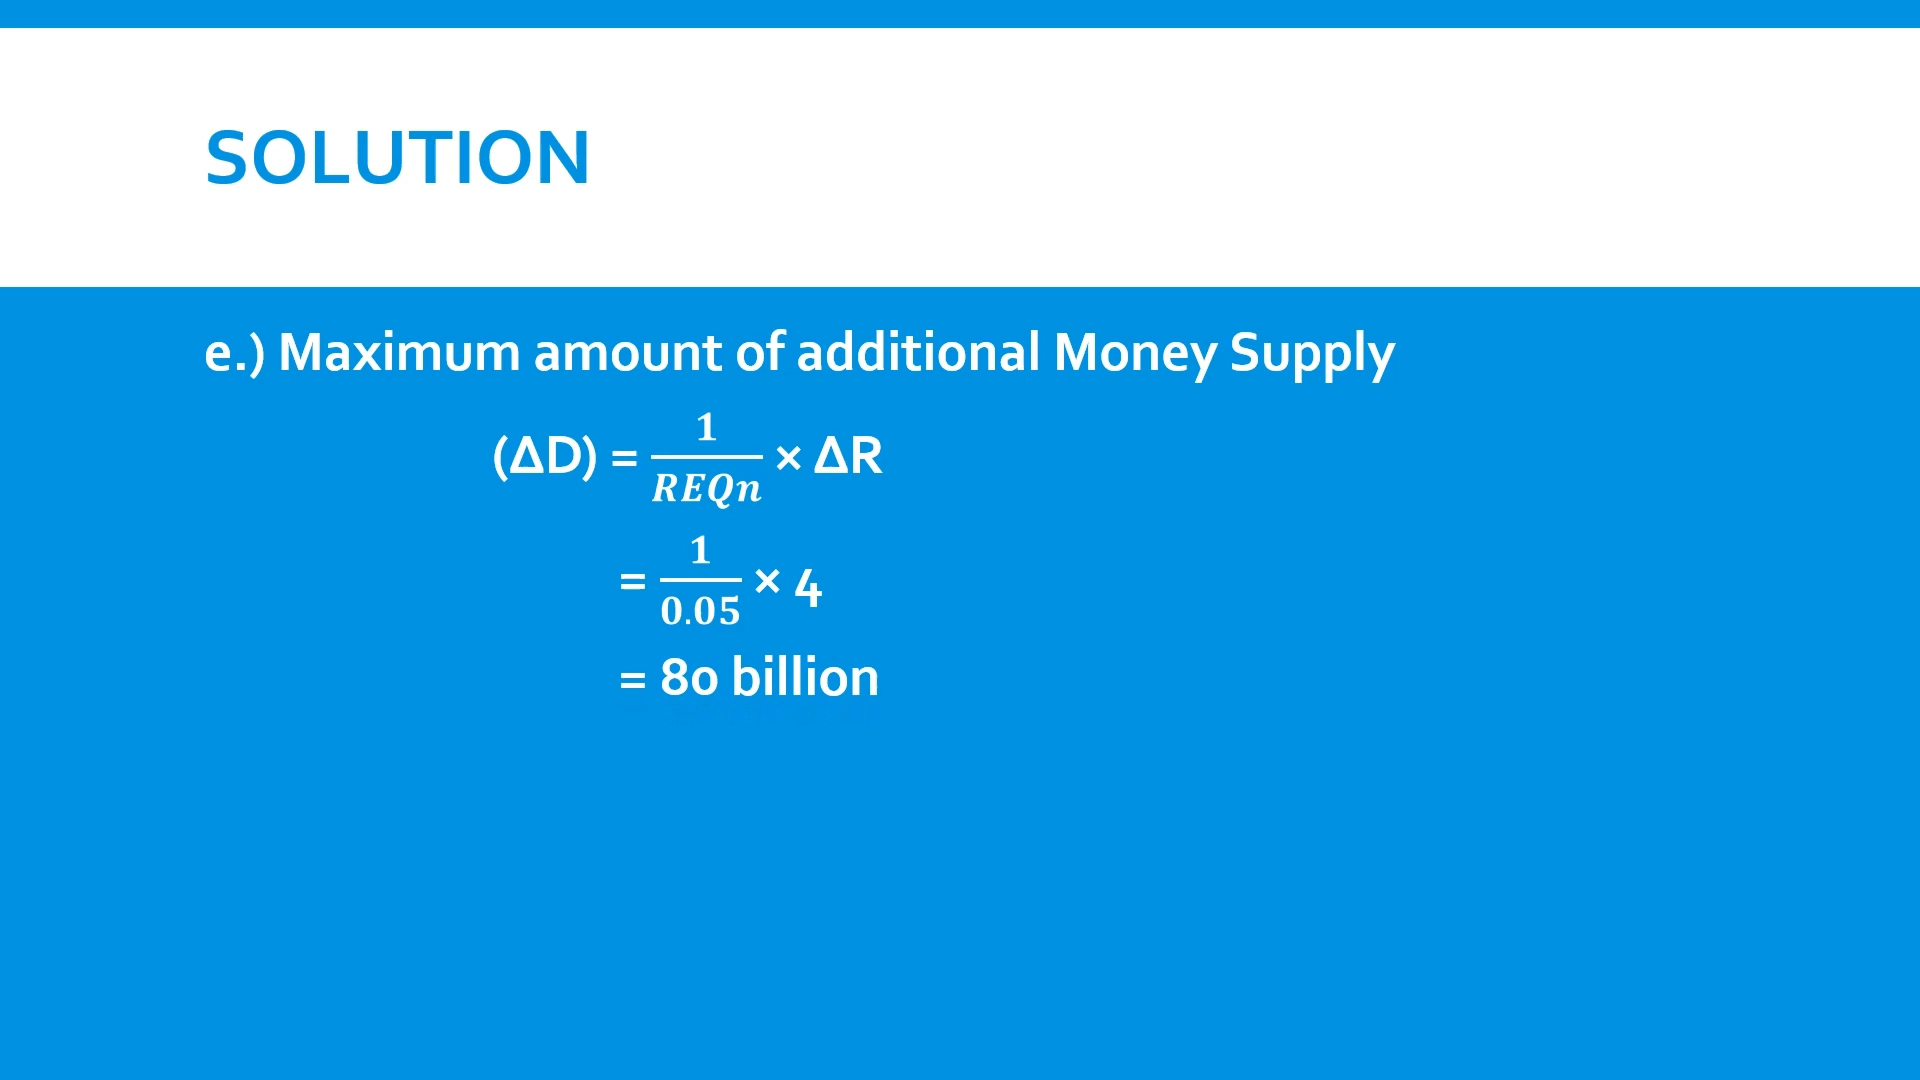 SOLUTION
e.) Maximum amount of additional Money Supply
(ΔD) = 1/REQn × ΔR
= 1/0.05 × 4
= 80 billion